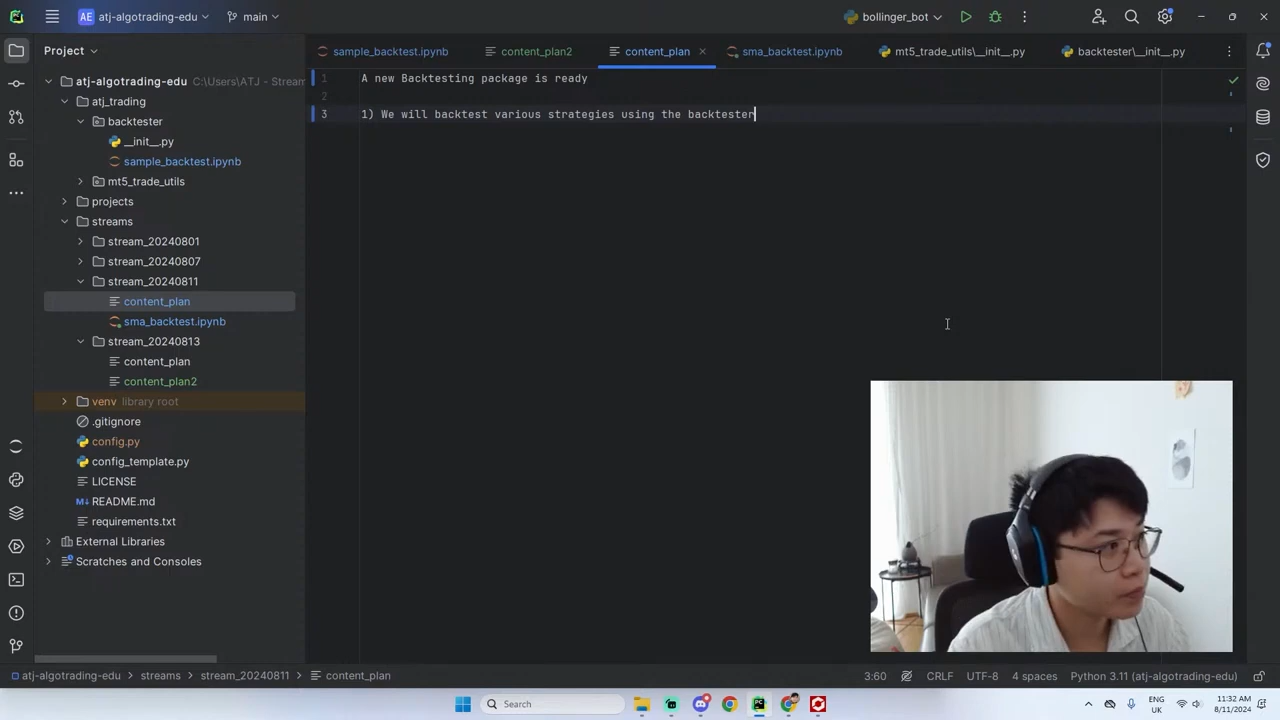 AE atj-algotrading-edu main bollinger_bot
Project
sample_backtest.ipynb content_plan2 content_plan sma_backtest.ipynb mt5_trade_utils\__init__.py backtester\__init__.py
atj-algotrading-edu C:\Users\ATJ - Stream
atj_trading
backtester
__init__.py
sample_backtest.ipynb
mt5_trade_utils
projects
streams
stream_20240801
stream_20240807
stream_20240811
content_plan
sma_backtest.ipynb
stream_20240813
content_plan
content_plan2
venv library root
.gitignore
config.py
config_template.py
LICENSE
README.md
requirements.txt
External Libraries
Scratches and Consoles
1 A new Backtesting package is ready
2
3 1) We will backtest various strategies using the backtester
atj-algotrading-edu streams stream_20240811 content_plan 3:60 CRLF UTF-8 4 spaces Python 3.11 (atj-algotrading-edu)
Search
ENG
UK
11:32 AM
8/11/2024